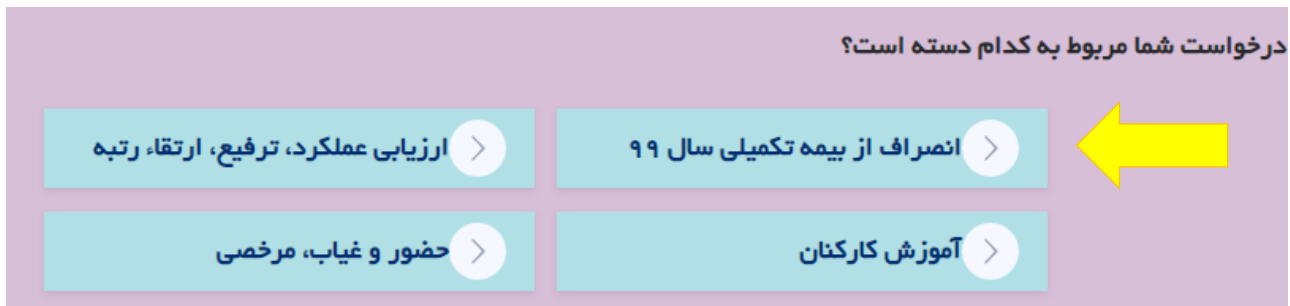 درخواست شما مربوط به کدام دسته است؟
انصراف از بیمه تکمیلی سال ۹۹
ارزیابی عملکرد، ترفیع، ارتقاء رتبه
آموزش کارکنان
حضور و غیاب، مرخصی